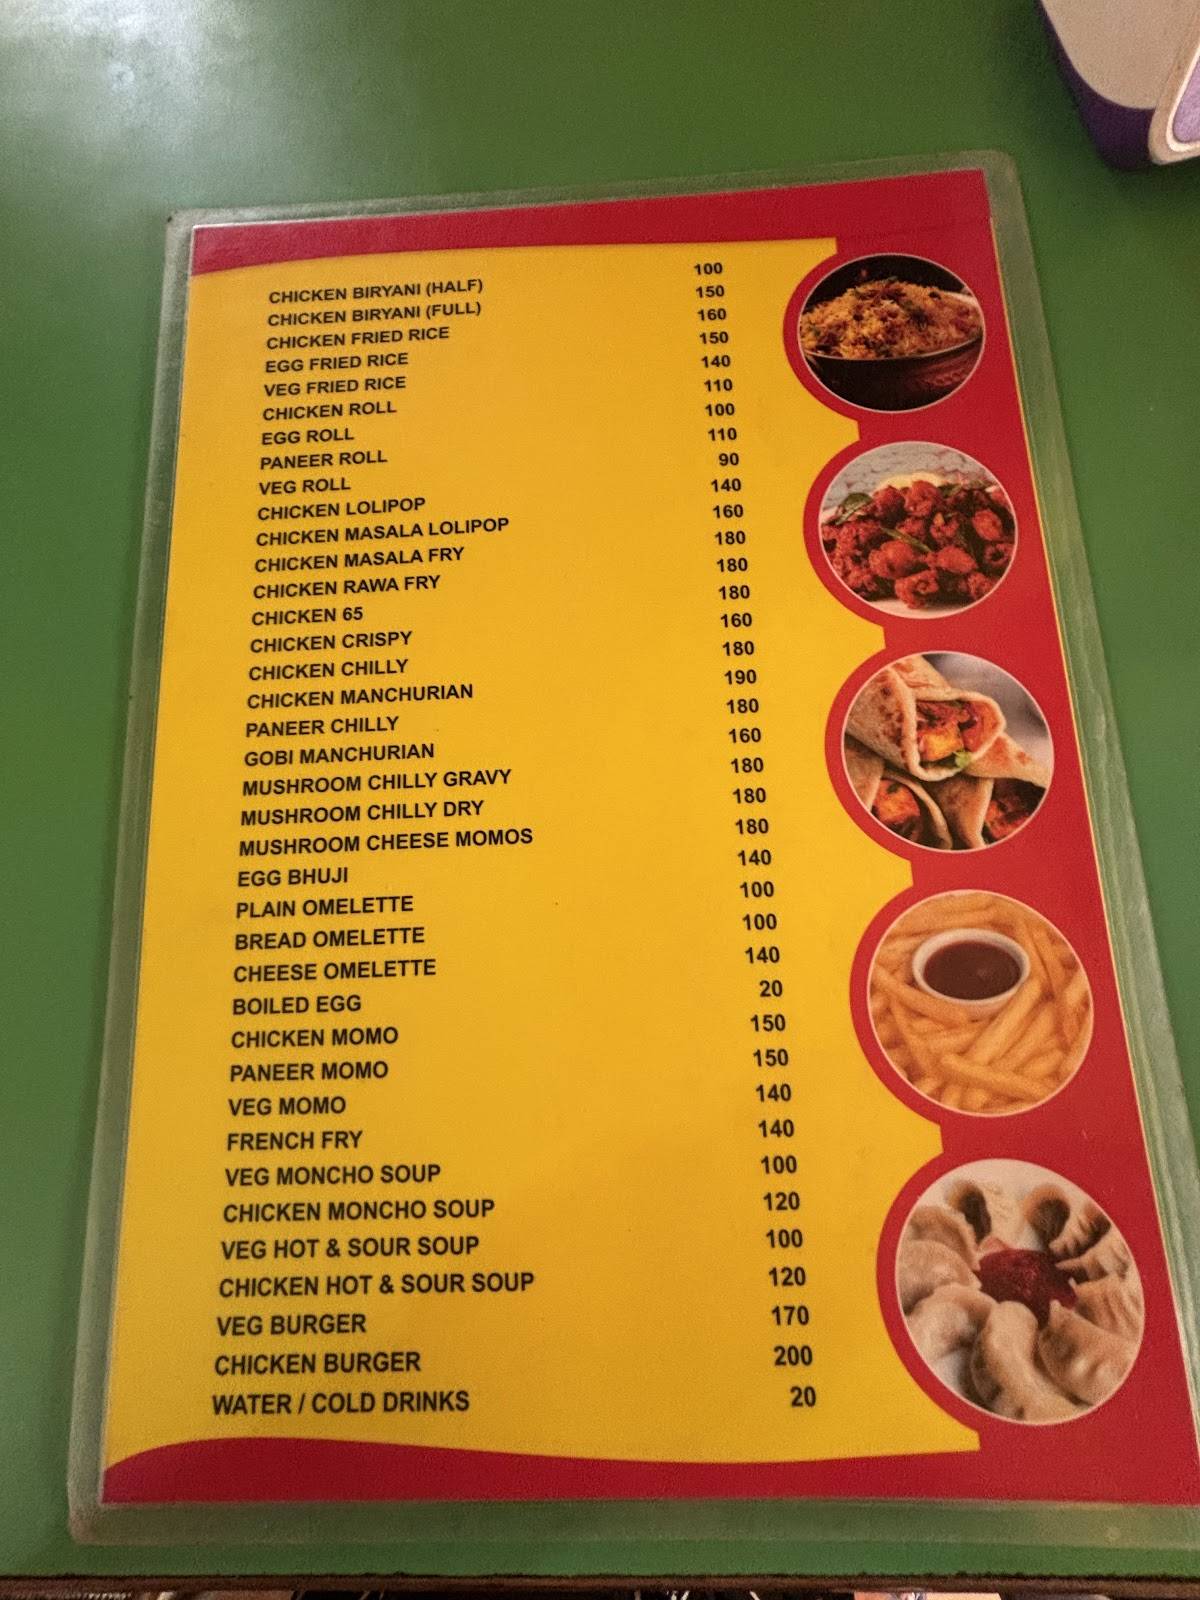 CHICKEN BIRYANI (HALF) 100
CHICKEN BIRYANI (FULL) 150
CHICKEN FRIED RICE 160
EGG FRIED RICE 150
VEG FRIED RICE 140
CHICKEN ROLL 110
EGG ROLL 100
PANEER ROLL 110
VEG ROLL 90
CHICKEN LOLIPOP 140
CHICKEN MASALA LOLIPOP 160
CHICKEN MASALA FRY 180
CHICKEN RAWA FRY 180
CHICKEN 65 180
CHICKEN CRISPY 160
CHICKEN CHILLY 180
CHICKEN MANCHURIAN 190
PANEER CHILLY 180
GOBI MANCHURIAN 160
MUSHROOM CHILLY GRAVY 180
MUSHROOM CHILLY DRY 180
MUSHROOM CHEESE MOMOS 180
EGG BHUJI 140
PLAIN OMELETTE 100
BREAD OMELETTE 100
CHEESE OMELETTE 140
BOILED EGG 20
CHICKEN MOMO 150
PANEER MOMO 150
VEG MOMO 140
FRENCH FRY 140
VEG MONCHO SOUP 100
CHICKEN MONCHO SOUP 120
VEG HOT & SOUR SOUP 100
CHICKEN HOT & SOUR SOUP 120
VEG BURGER 170
CHICKEN BURGER 200
WATER / COLD DRINKS 20